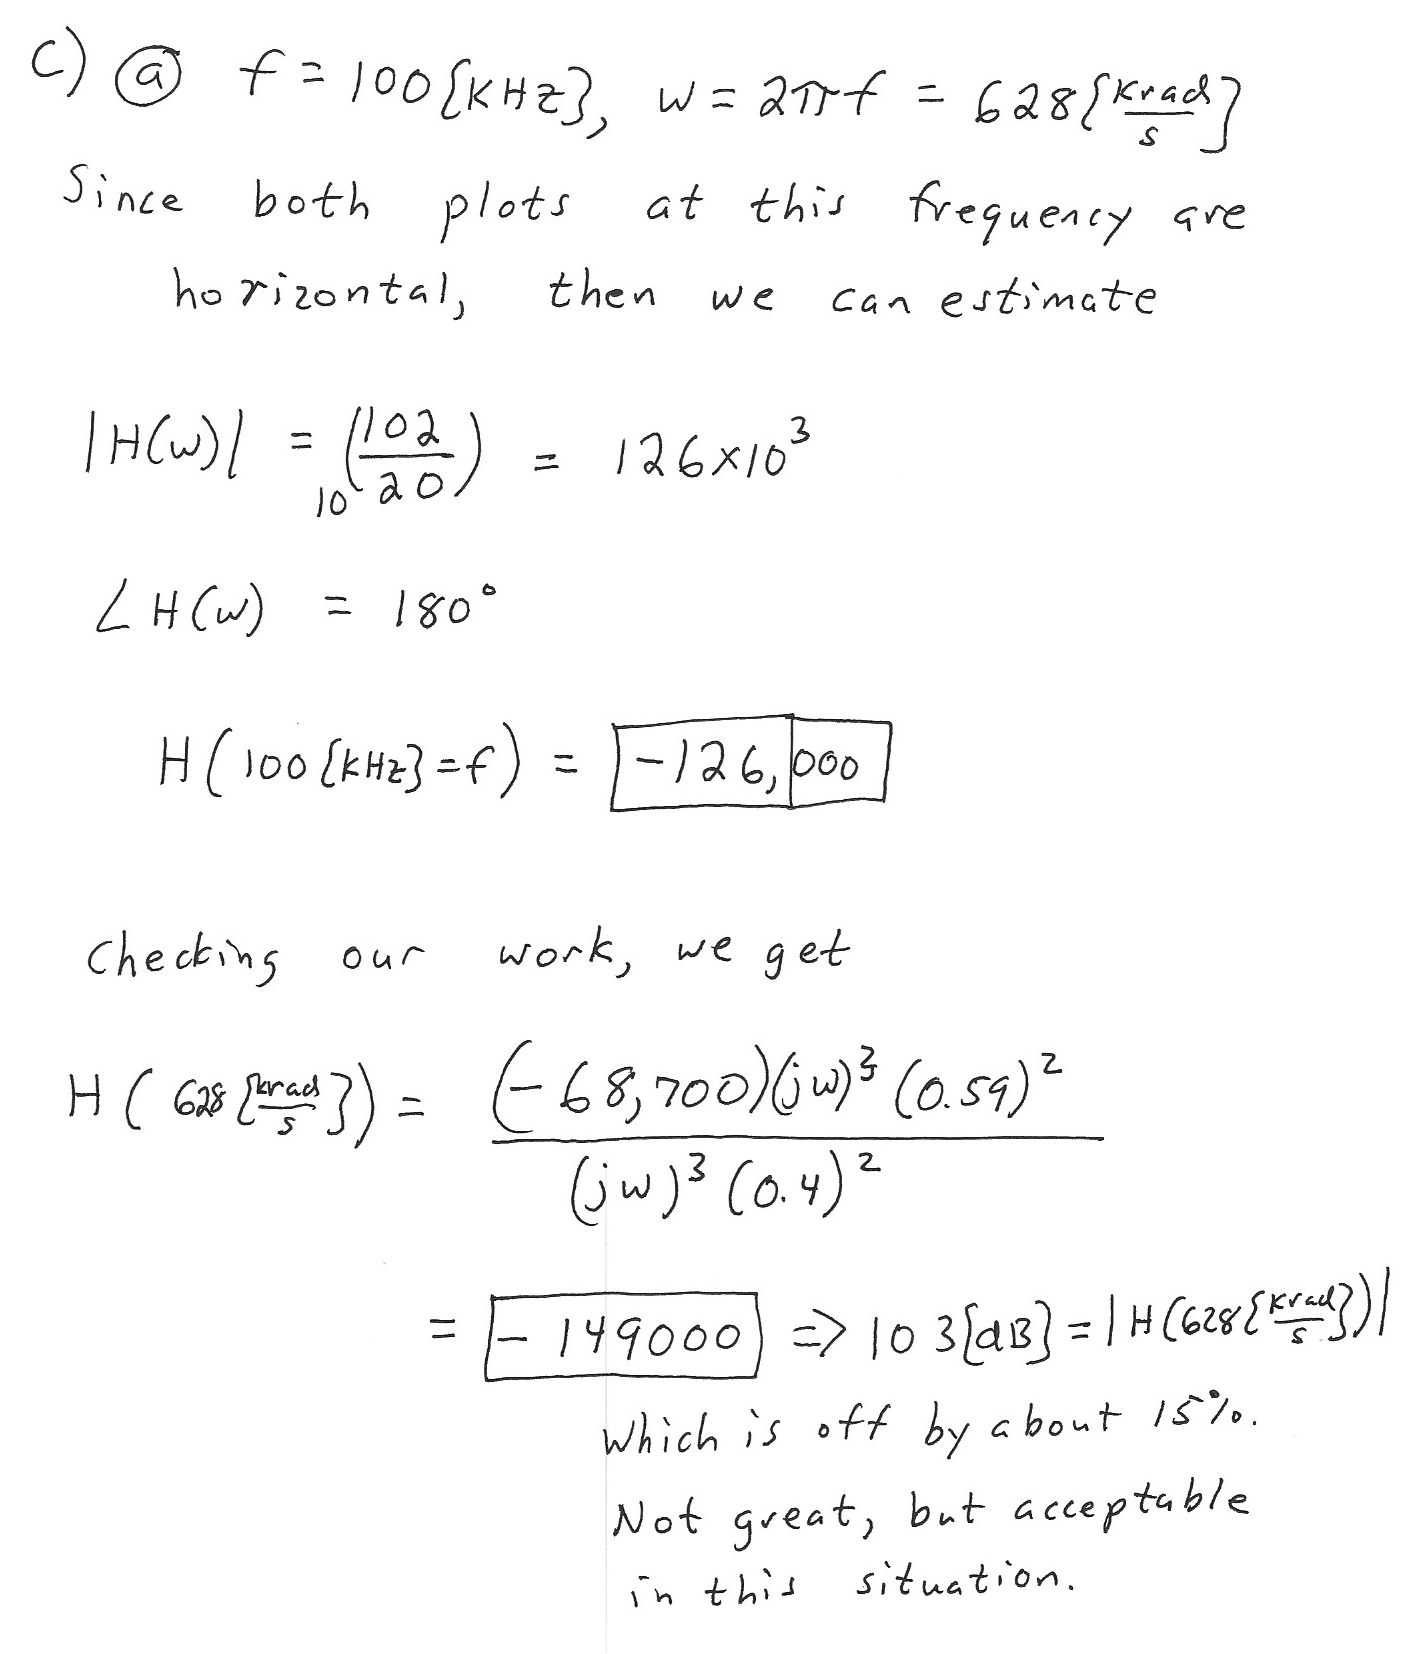 c) @ f = 100{KHz}, w = 2πf = 628{Krad/s}
Since both plots at this frequency are
horizontal, then we can estimate
|H(w)| = 10^(102/20) = 126x10³
∠H(w) = 180°
H(100{KHz}=f) = -126,000
Checking our work, we get
H(628{krad/s}) = (-68,700)(jw)³(0.59)² / (jw)³(0.4)²
= -149000 => 103[dB] = |H(628{Krad/s})|
Which is off by about 15%.
Not great, but acceptable
in this situation.